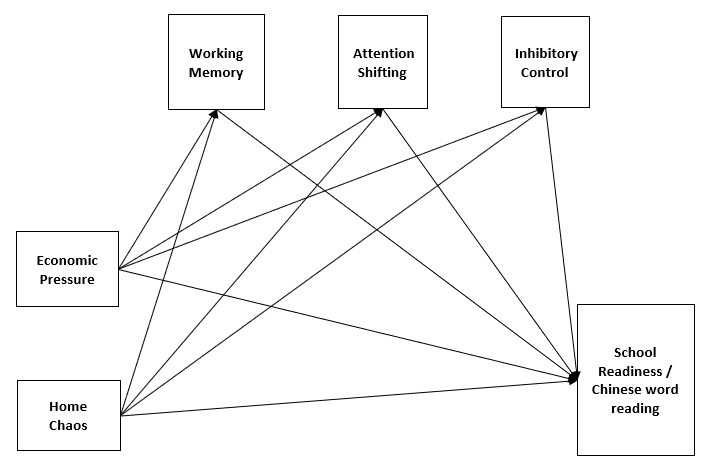 Working
Memory
Attention
Shifting
Inhibitory
Control
Economic
Pressure
School
Readiness /
Chinese word
reading
Home
Chaos